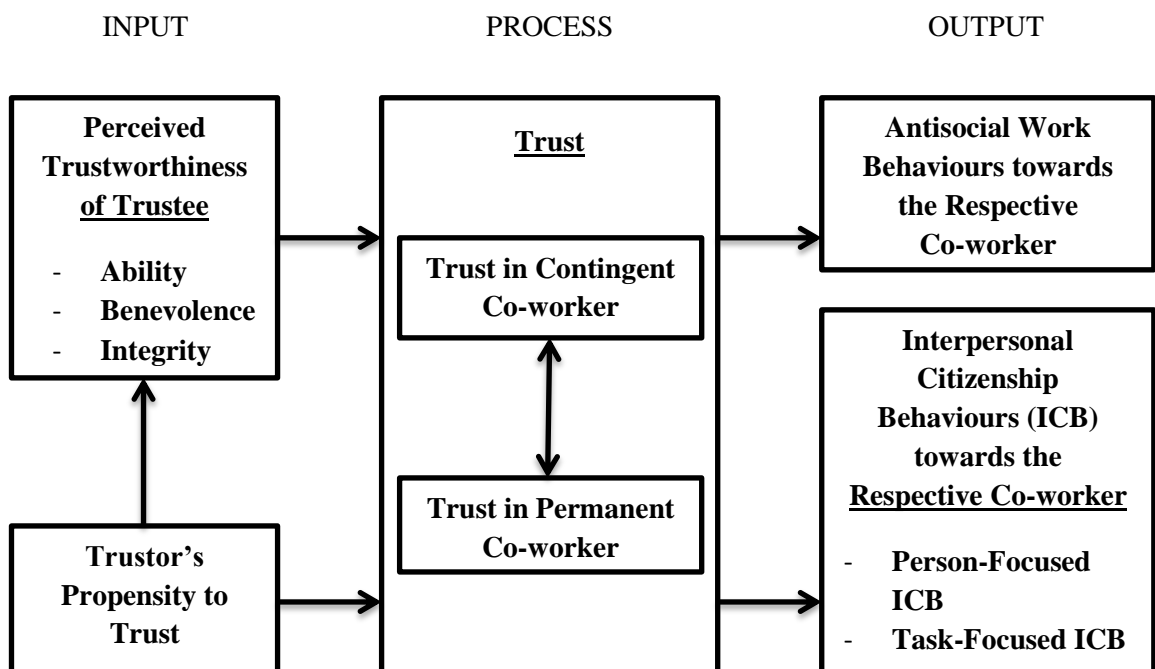 INPUT
PROCESS
OUTPUT
Perceived
Trustworthiness
of Trustee
- Ability
- Benevolence
- Integrity
Trustor’s
Propensity to
Trust
Trust
Trust in Contingent
Co-worker
Trust in Permanent
Co-worker
Antisocial Work
Behaviours towards
the Respective
Co-worker
Interpersonal
Citizenship
Behaviours (ICB)
towards the
Respective Co-worker
- Person-Focused
ICB
- Task-Focused ICB